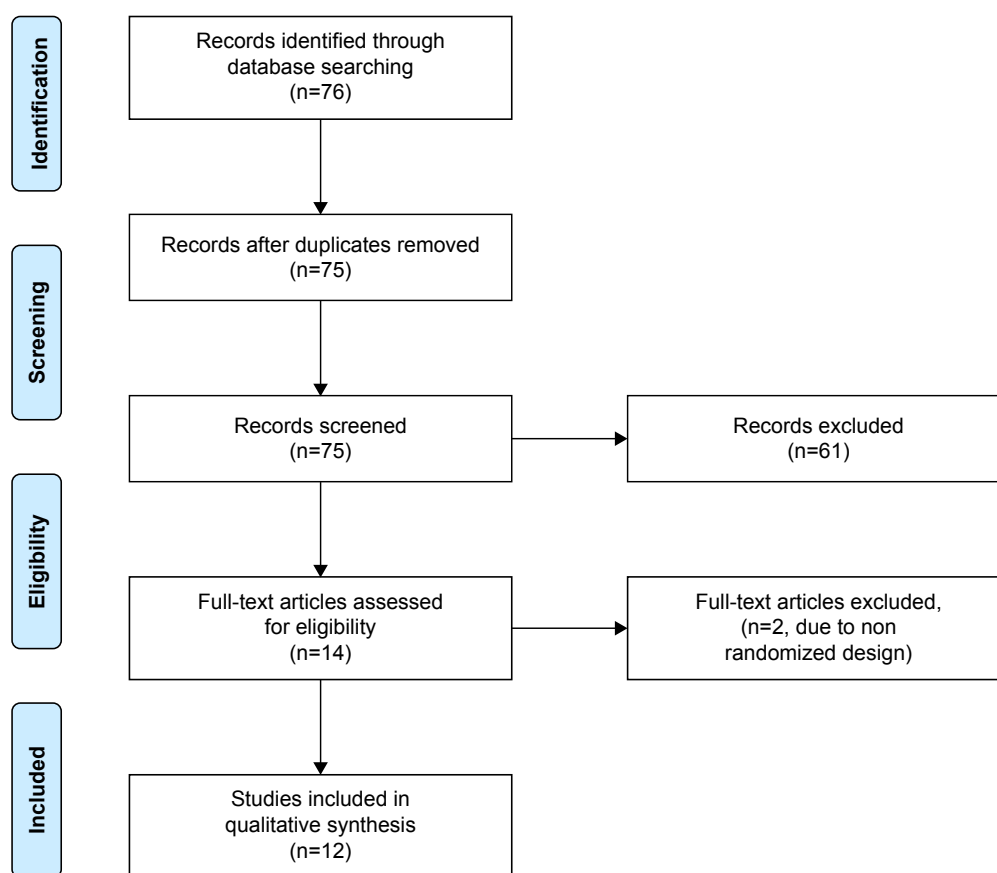 Identification
Records identified through
database searching
(n=76)
Records after duplicates removed
(n=75)
Screening
Records screened
(n=75)
Records excluded
(n=61)
Eligibility
Full-text articles assessed
for eligibility
(n=14)
Full-text articles excluded,
(n=2, due to non
randomized design)
Included
Studies included in
qualitative synthesis
(n=12)